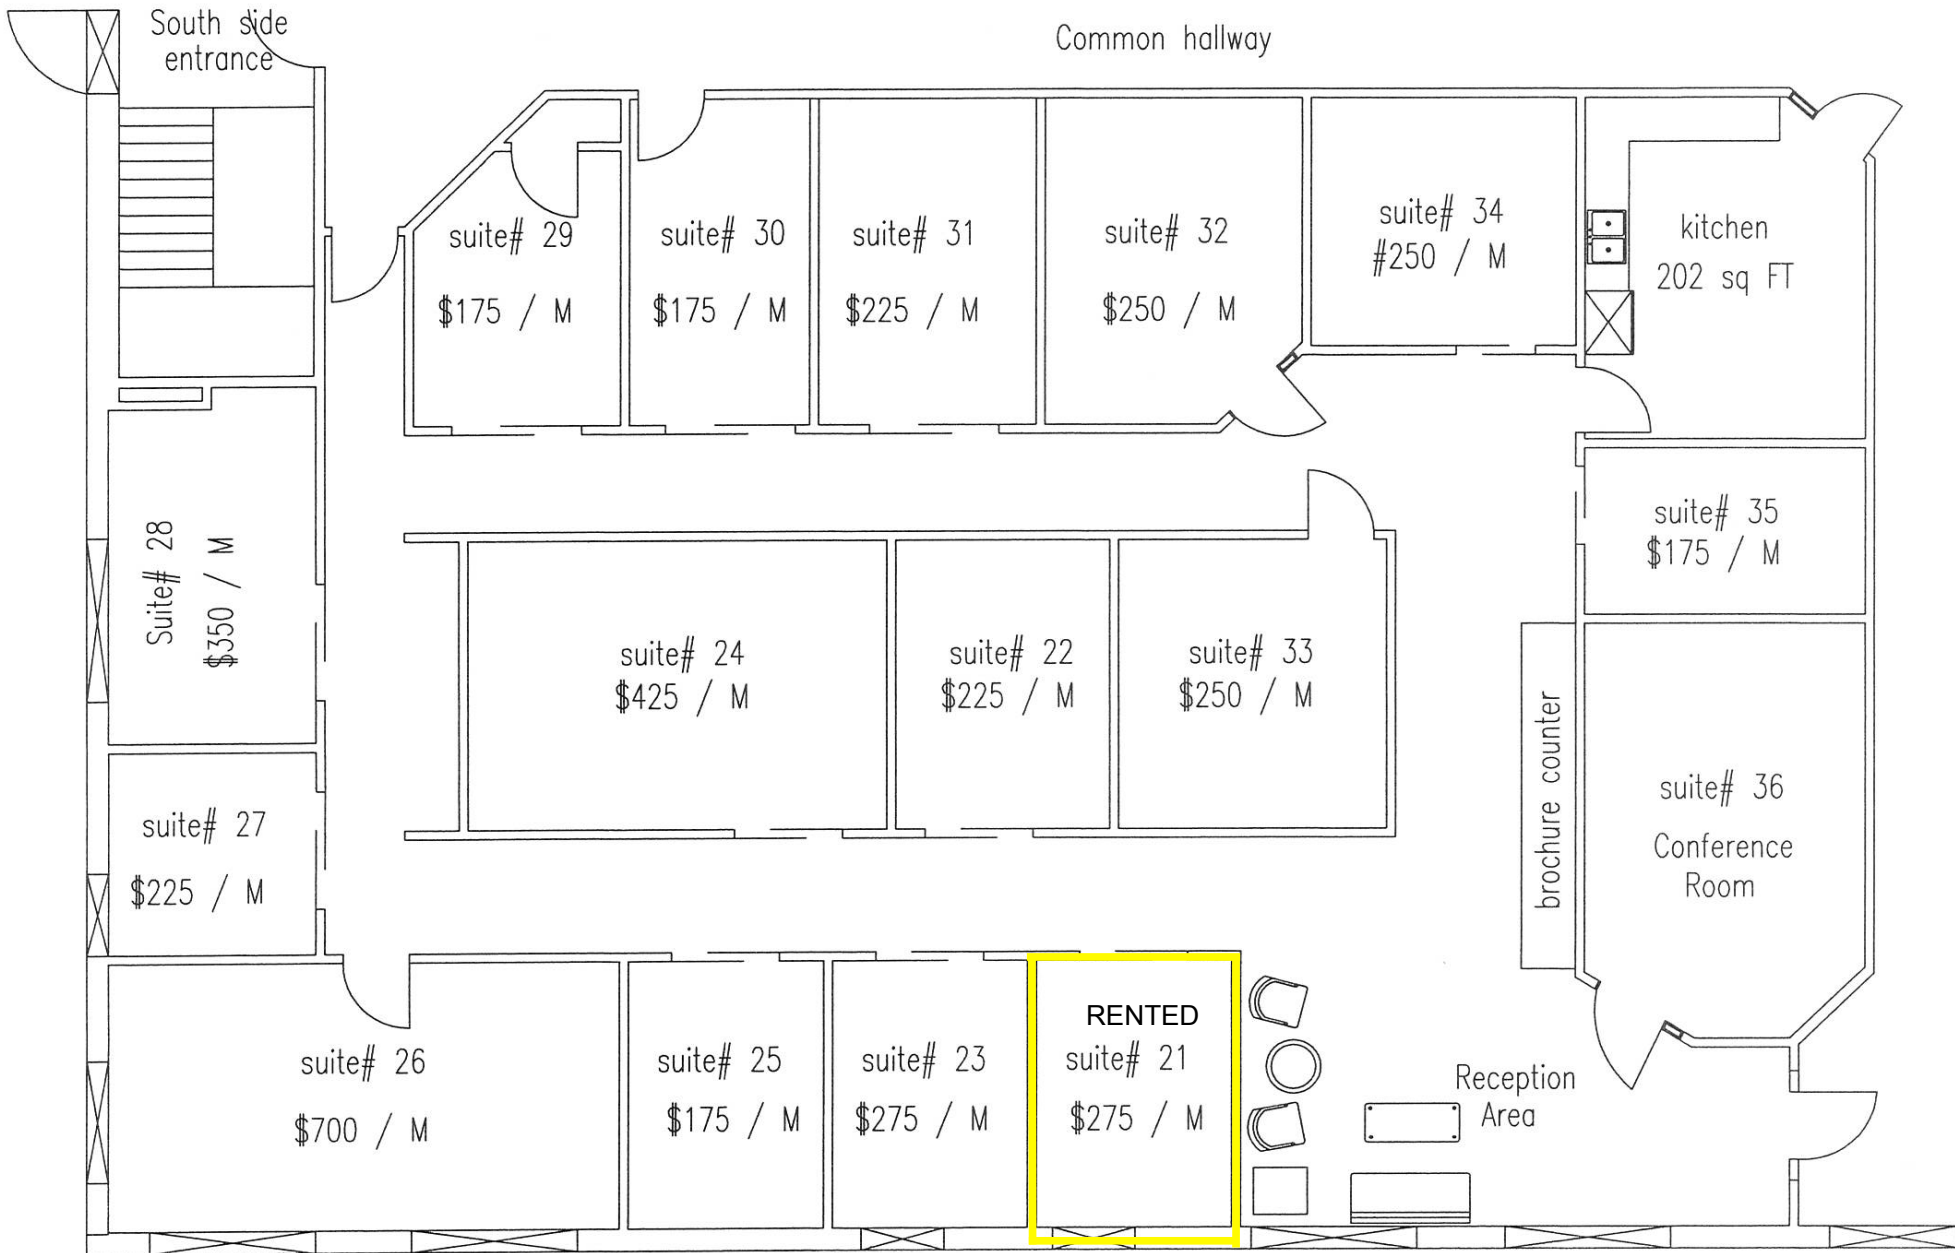 South side
entrance
Common hallway
suite# 29
$175 / M
suite# 30
$175 / M
suite# 31
$225 / M
suite# 32
$250 / M
suite# 34
#250 / M
kitchen
202 sq FT
Suite# 28
$350 / M
suite# 35
$175 / M
suite# 24
$425 / M
suite# 22
$225 / M
suite# 33
$250 / M
brochure counter
suite# 36
Conference
Room
suite# 27
$225 / M
suite# 26
$700 / M
suite# 25
$175 / M
suite# 23
$275 / M
RENTED
suite# 21
$275 / M
Reception
Area